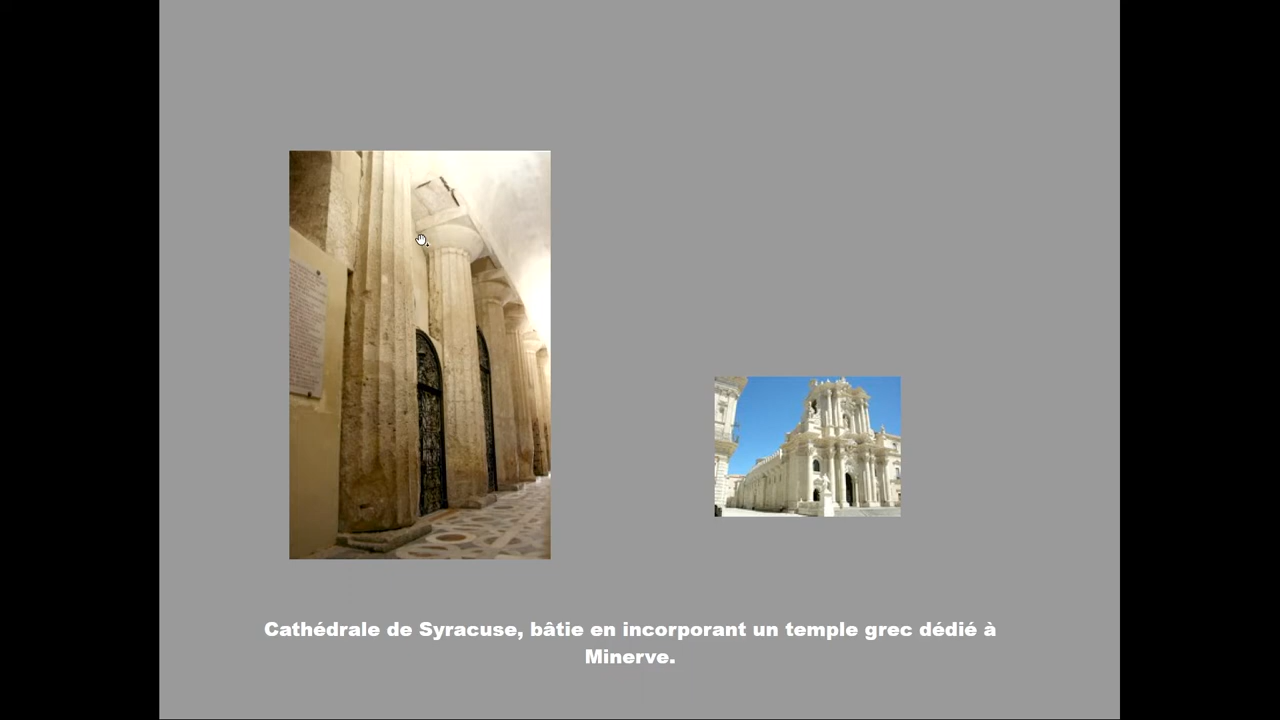 Cathédrale de Syracuse, bâtie en incorporant un temple grec dédié à
Minerve.